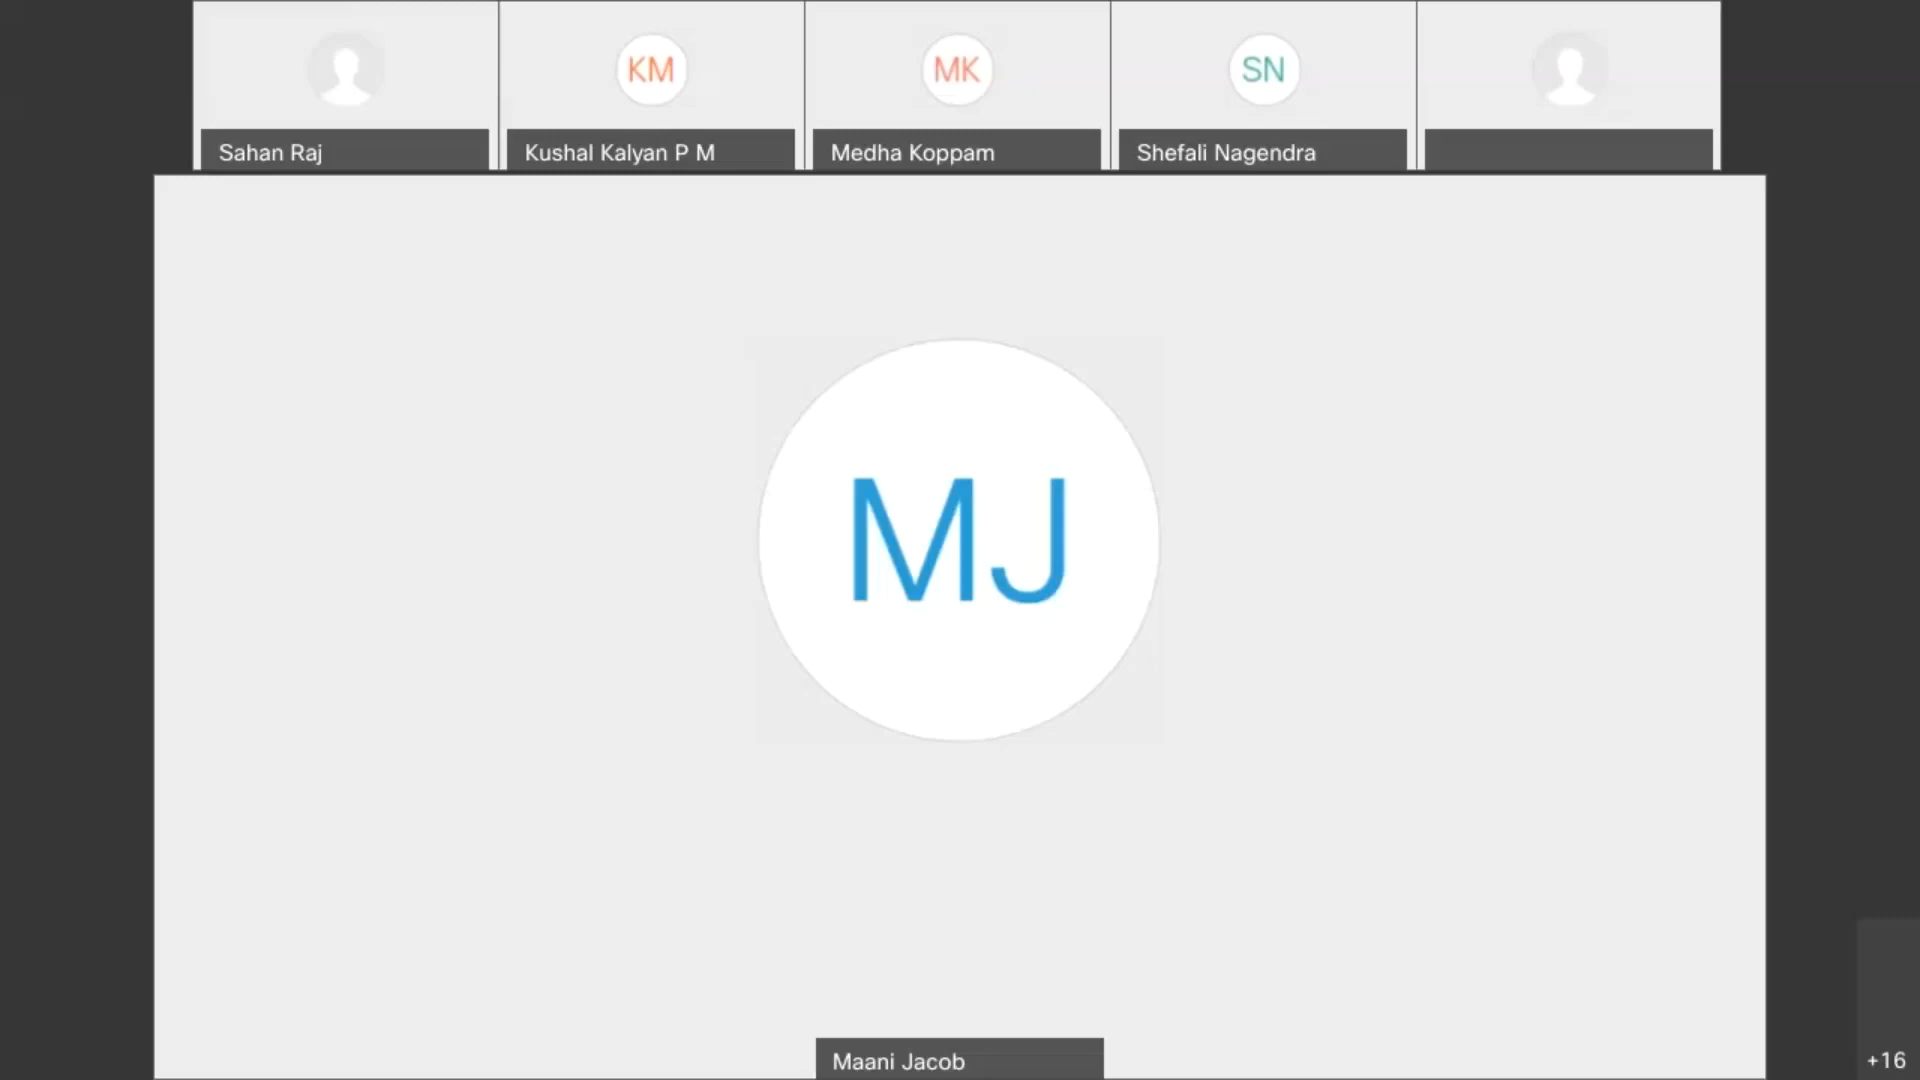 KM
MK
SN
Sahan Raj
Kushal Kalyan P M
Medha Koppam
Shefali Nagendra
MJ
Maani Jacob
+16